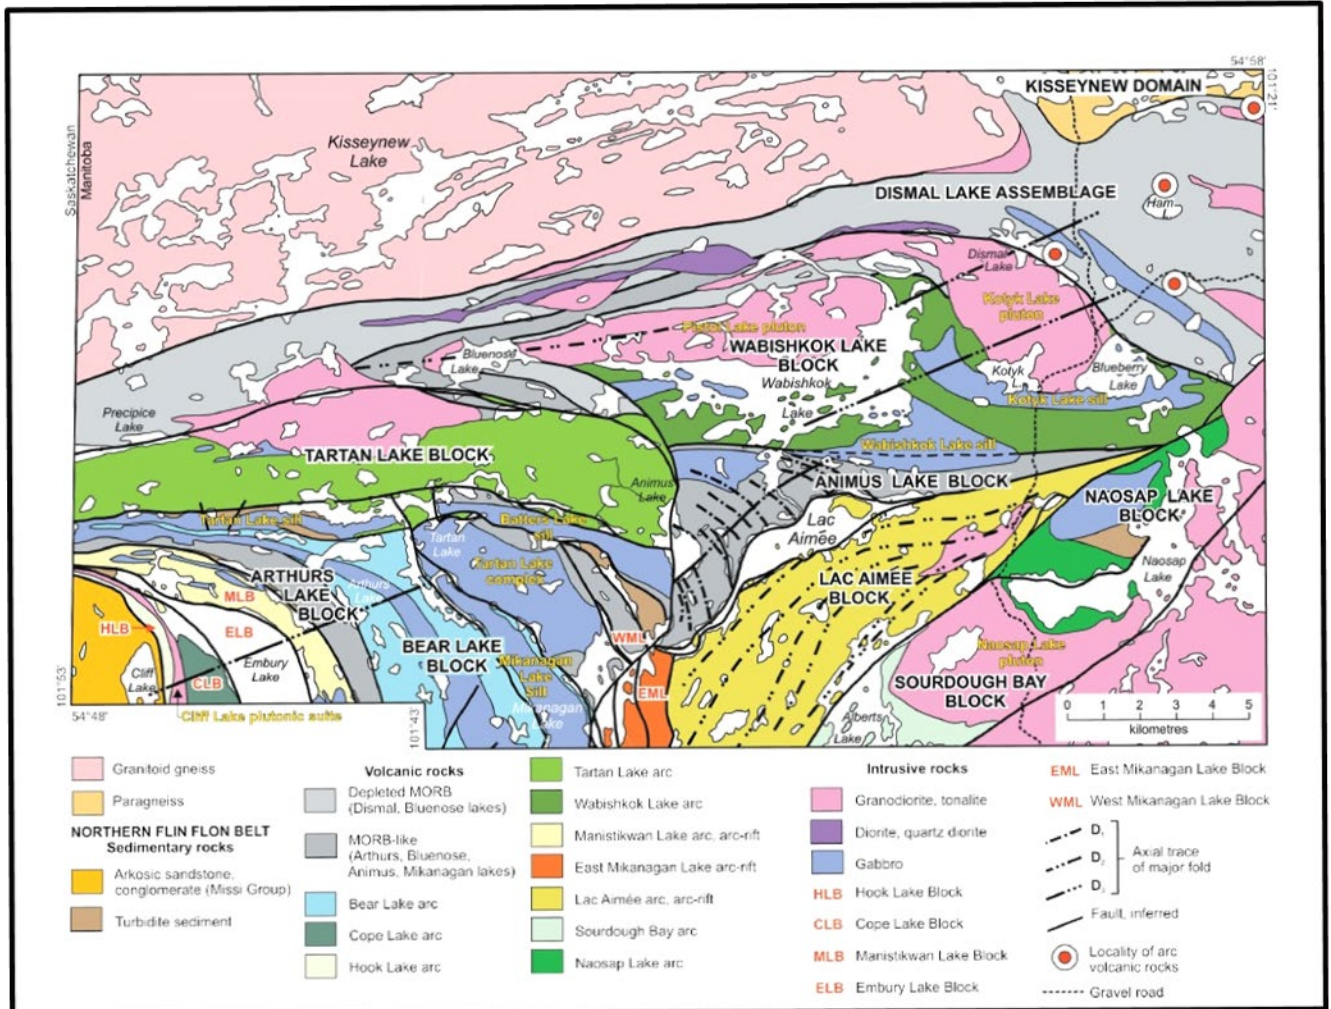 54°58'
101°21'
KISSEYNEW DOMAIN
Saskatchewan
Manitoba
Kisseynew
Lake
DISMAL LAKE ASSEMBLAGE
Ham
L.
Dismal
Lake
Kotyk Lake
pluton
Pistol Lake pluton
WABISHKOK LAKE
BLOCK
Bluenose
Lake
Wabishkok
Lake
Kotyk
L.
Blueberry
Lake
Kotyk Lake sill
Precipice
Lake
Wabishkok Lake sill
TARTAN LAKE BLOCK
ANIMUS LAKE BLOCK
Animus
Lake
NAOSAP LAKE
BLOCK
Tartan Lake sill
Batters Lake
sill
Lac
Aimée
Tartan
Lake
Tartan Lake
complex
Naosap
Lake
ARTHURS
LAKE
BLOCK
Arthurs
Lake
LAC AIMÉE
BLOCK
MLB
HLB
ELB
WML
BEAR LAKE
BLOCK
Naosap Lake
pluton
Mikanagan
Lake
Sill
Cliff
Lake
Embury
Lake
CLB
EML
SOURDOUGH BAY
BLOCK
101°53'
54°48'
Cliff Lake plutonic suite
101°43'
Mikanagan
Lake
Alberts
Lake
0 1 2 3 4 5
kilometres
Granitoid gneiss
Paragneiss
NORTHERN FLIN FLON BELT
Sedimentary rocks
Arkosic sandstone,
conglomerate (Missi Group)
Turbidite sediment
Volcanic rocks
Depleted MORB
(Dismal, Bluenose lakes)
MORB-like
(Arthurs, Bluenose,
Animus, Mikanagan lakes)
Bear Lake arc
Cope Lake arc
Hook Lake arc
Tartan Lake arc
Wabishkok Lake arc
Manistikwan Lake arc, arc-rift
East Mikanagan Lake arc-rift
Lac Aimée arc, arc-rift
Sourdough Bay arc
Naosap Lake arc
Intrusive rocks
Granodiorite, tonalite
Diorite, quartz diorite
Gabbro
HLB Hook Lake Block
CLB Cope Lake Block
MLB Manistikwan Lake Block
ELB Embury Lake Block
EML East Mikanagan Lake Block
WML West Mikanagan Lake Block
D₁
D₂
D₃
Axial trace
of major fold
Fault, inferred
Locality of arc
volcanic rocks
Gravel road